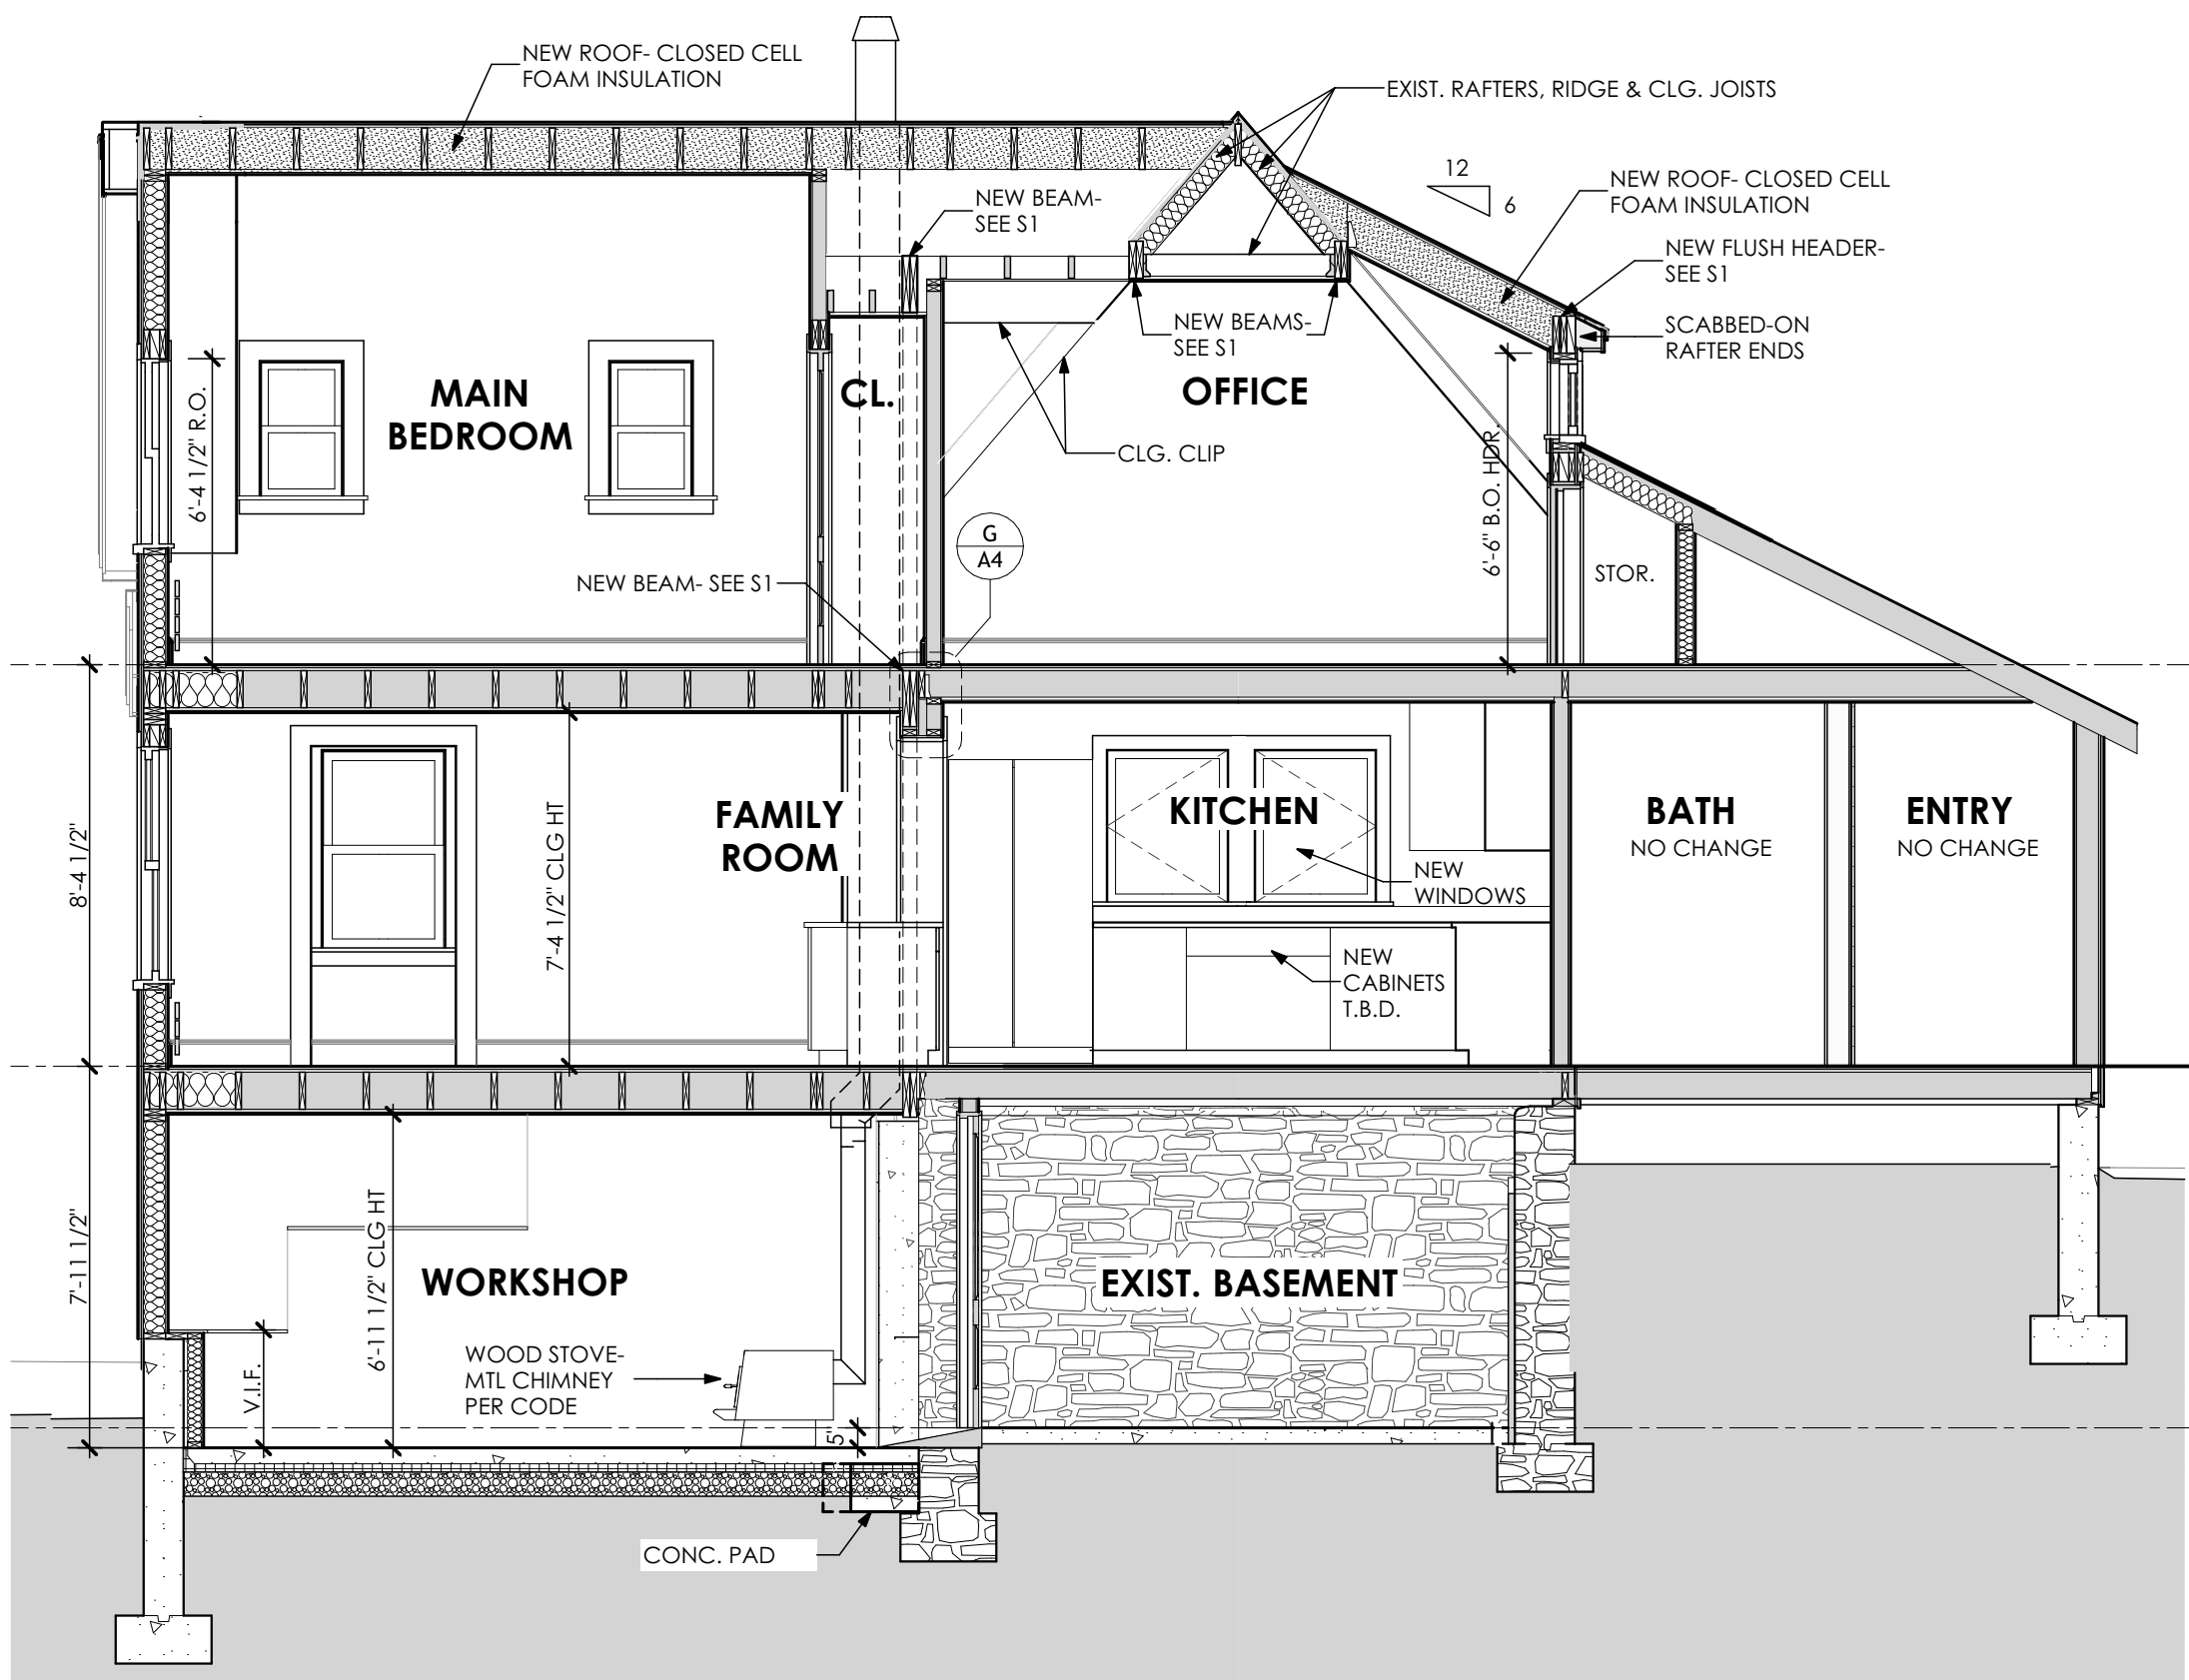 NEW ROOF- CLOSED CELL
FOAM INSULATION
EXIST. RAFTERS, RIDGE & CLG. JOISTS
12
6
NEW ROOF- CLOSED CELL
FOAM INSULATION
NEW BEAM-
SEE S1
NEW FLUSH HEADER-
SEE S1
NEW BEAMS-
SEE S1
SCABBED-ON
RAFTER ENDS
MAIN
BEDROOM
CL.
OFFICE
6'-4 1/2" R.O.
CLG. CLIP
6'-6" B.O. HDR.
G
A4
NEW BEAM- SEE S1
STOR.
8'-4 1/2"
7'-4 1/2" CLG HT
FAMILY
ROOM
KITCHEN
BATH
NO CHANGE
ENTRY
NO CHANGE
NEW
WINDOWS
NEW
CABINETS
T.B.D.
7'-11 1/2"
6'-11 1/2" CLG HT
WORKSHOP
EXIST. BASEMENT
V.I.F.
WOOD STOVE-
MTL CHIMNEY
PER CODE
5"
CONC. PAD